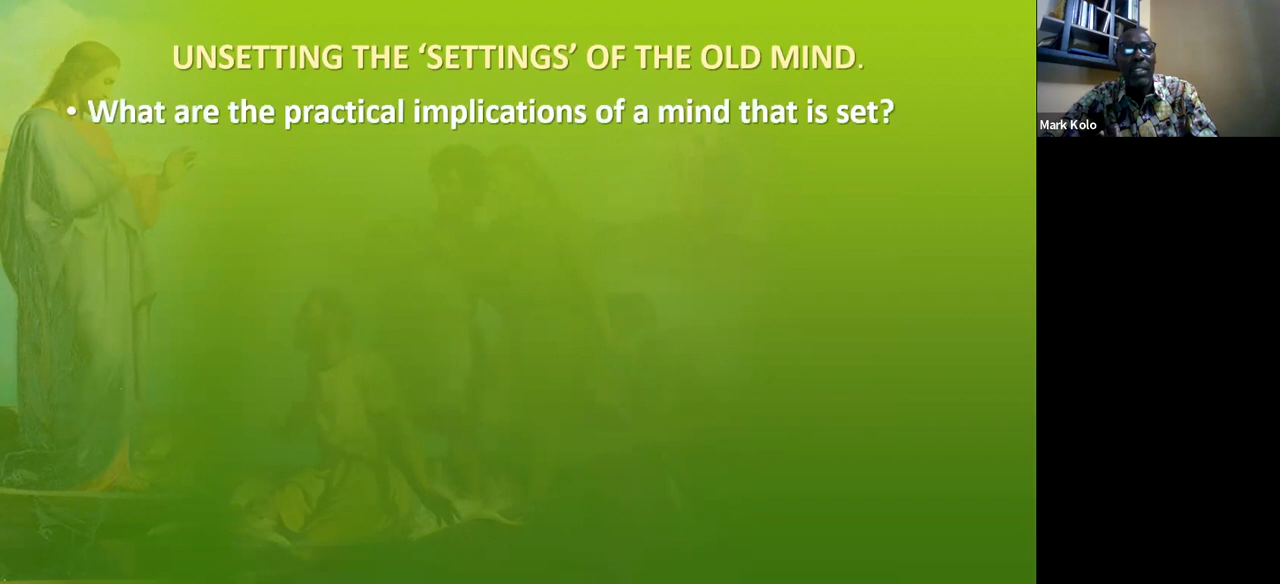 UNSETTING THE ‘SETTINGS’ OF THE OLD MIND.
• What are the practical implications of a mind that is set?
Mark Kolo